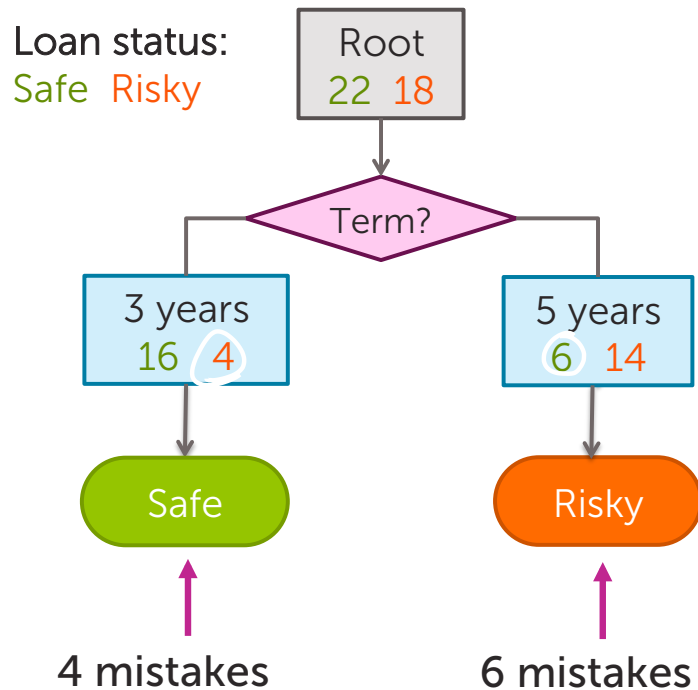 Loan status:
Safe Risky
Root
22 18
Term?
3 years
16 4
5 years
6 14
Safe
Risky
4 mistakes
6 mistakes